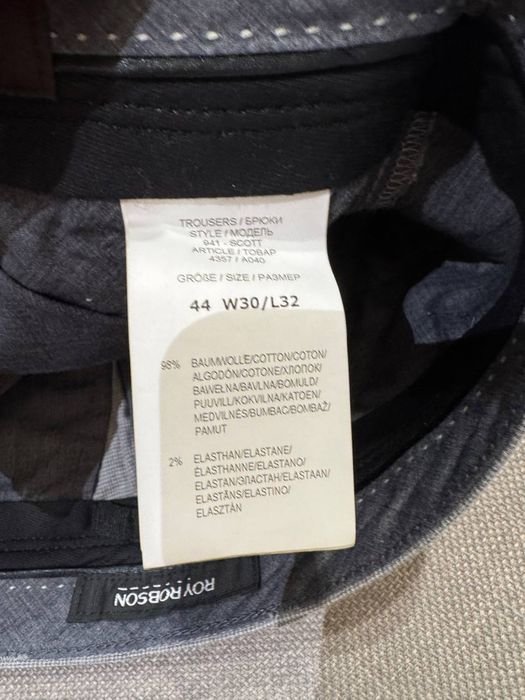 TROUSERS / БРЮКИ
STYLE / МОДЕЛЬ
941 - SCOTT
ARTICLE / ТОВАР
4357 / A040
GRÖßE / SIZE / РАЗМЕР
44 W30/L32
98% BAUMWOLLE/COTTON/COTON/
ALGODÓN/COTONE/ХЛОПОК/
BAWEŁNA/BAVLNA/BOMULD/
PUUVILL/KOKVILNA/KATOEN/
MEDVILNĖS/BUMBAC/BOMBAŽ/
PAMUT
2% ELASTHAN/ELASTANE/
ÉLASTHANNE/ELASTANO/
ELASTAN/ЭЛАСТАН/ELASTAAN/
ELASTĀNS/ELASTINO/
ELASZTÁN
ROY ROBSON